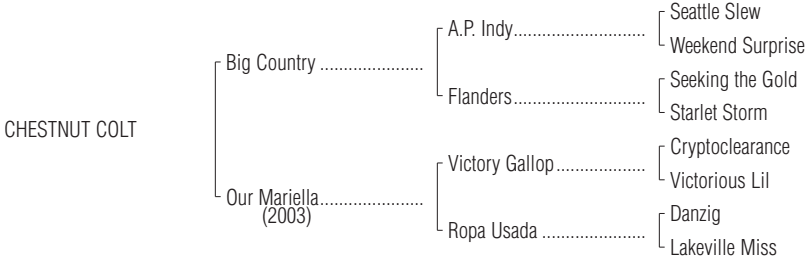 Seattle Slew
A.P. Indy.............................
Weekend Surprise
Big Country .......................
Seeking the Gold
Flanders.............................
Starlet Storm
CHESTNUT COLT
Cryptoclearance
Victory Gallop....................
Victorious Lil
Our Mariella.......................
(2003)
Danzig
Ropa Usada .......................
Lakeville Miss